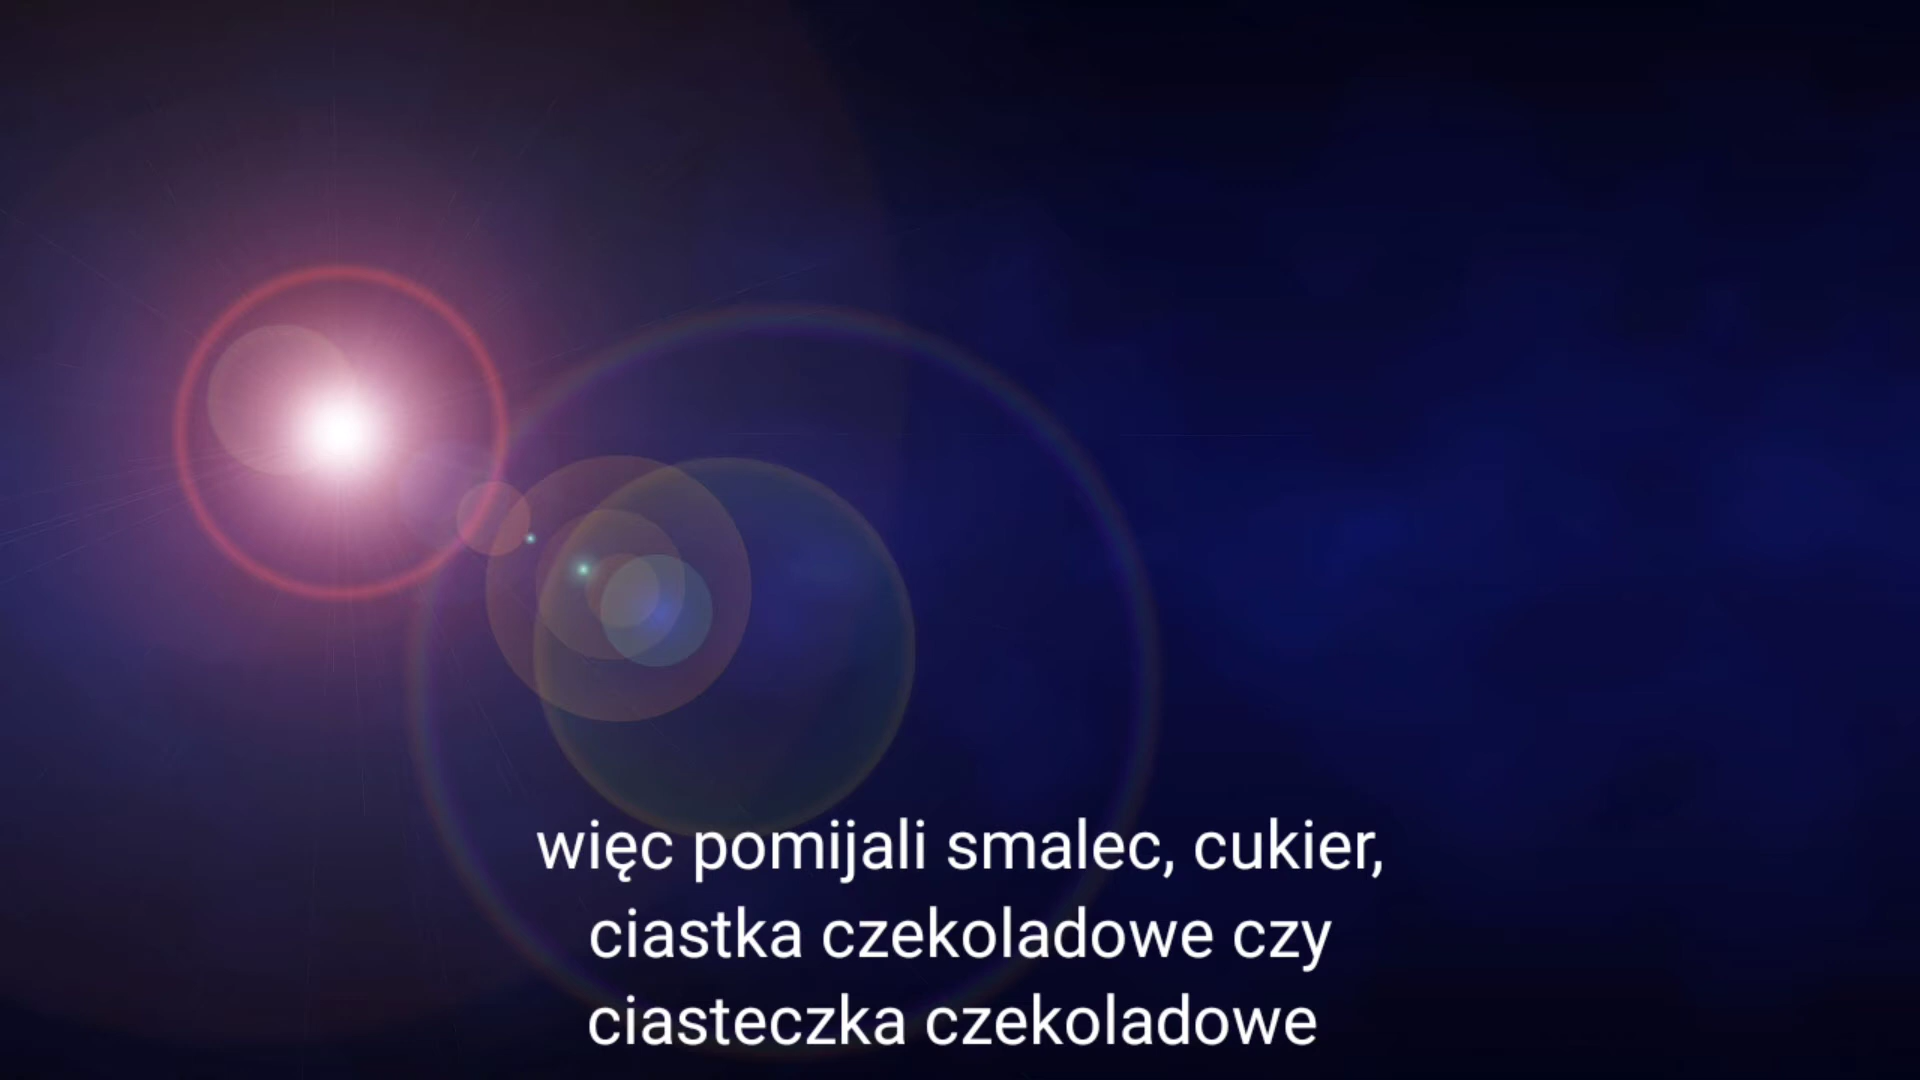 więc pomijali smalec, cukier,
ciastka czekoladowe czy
ciasteczka czekoladowe